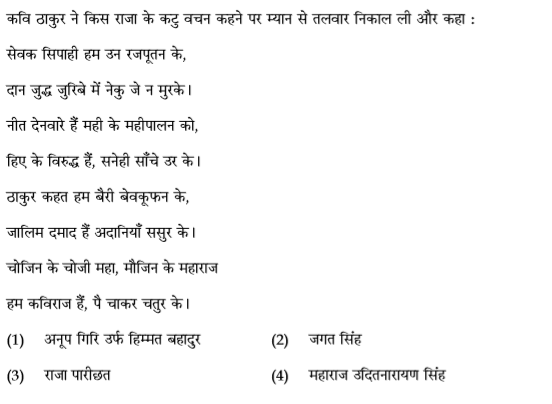 कवि ठाकुर ने किस राजा के कटु वचन कहने पर म्यान से तलवार निकाल ली और कहा :
सेवक सिपाही हम उन रजपूतन के,
दान जुद्ध जुरिबे में नेकु जे न मुरके।
नीत देनवारे हैं मही के महीपालन को,
हिए के विरुद्ध हैं, सनेही साँचे उर के।
ठाकुर कहत हम बैरी बेवकूफन के,
जालिम दमाद हैं अदानियाँ ससुर के।
चोजिन के चोजी महा, मौजिन के महाराज
हम कविराज हैं, पै चाकर चतुर के।
(1) अनूप गिरि उर्फ हिम्मत बहादुर (2) जगत सिंह
(3) राजा पारीछत (4) महाराज उदितनारायण सिंह